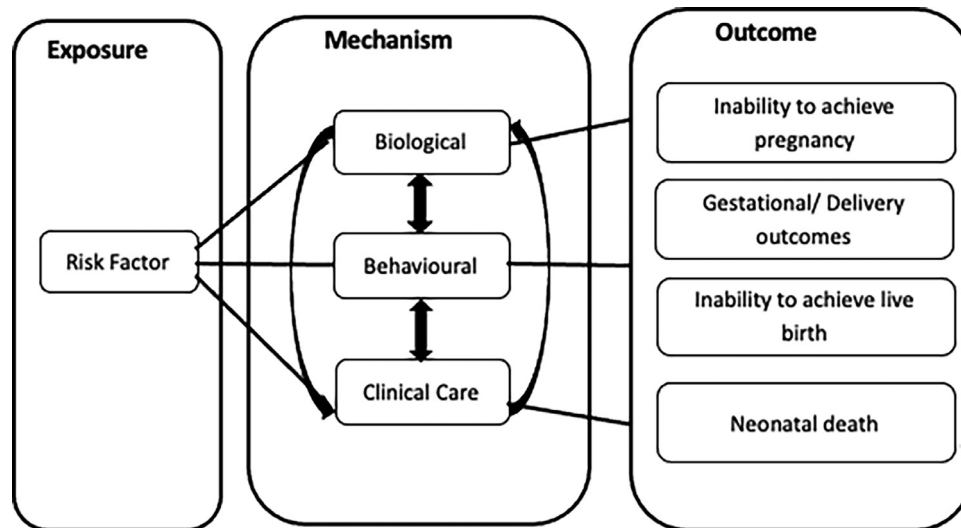 Exposure
Risk Factor
Mechanism
Biological
Behavioural
Clinical Care
Outcome
Inability to achieve
pregnancy
Gestational/ Delivery
outcomes
Inability to achieve live
birth
Neonatal death